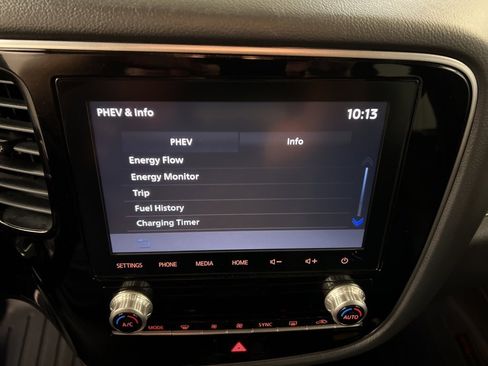 PHEV & Info 10:13
PHEV Info
Energy Flow
Energy Monitor
Trip
Fuel History
Charging Timer
SETTINGS PHONE MEDIA HOME
A/C MODE SYNC AUTO